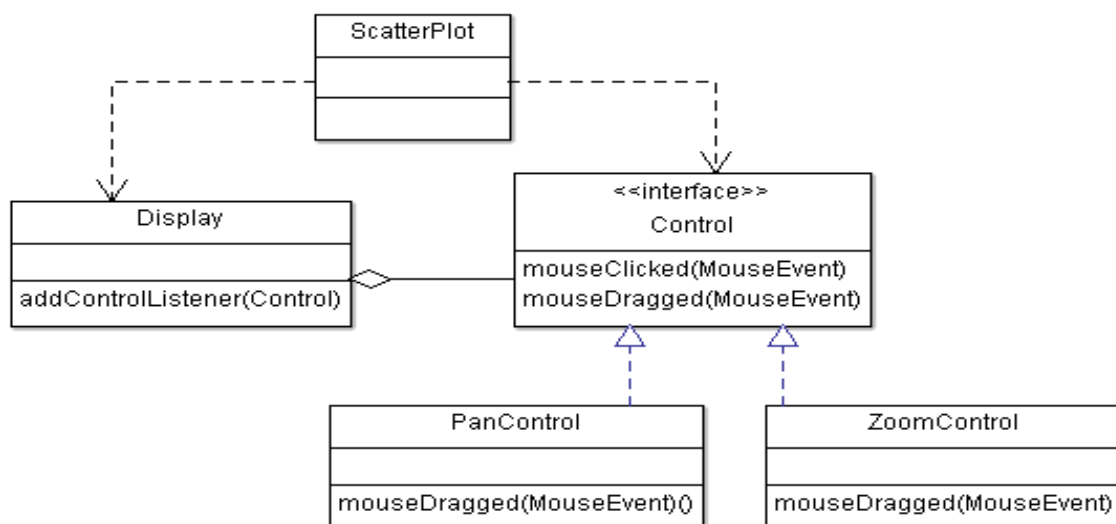 ScatterPlot
Display
addControlListener(Control)
<<interface>>
Control
mouseClicked(MouseEvent)
mouseDragged(MouseEvent)
PanControl
mouseDragged(MouseEvent)()
ZoomControl
mouseDragged(MouseEvent)